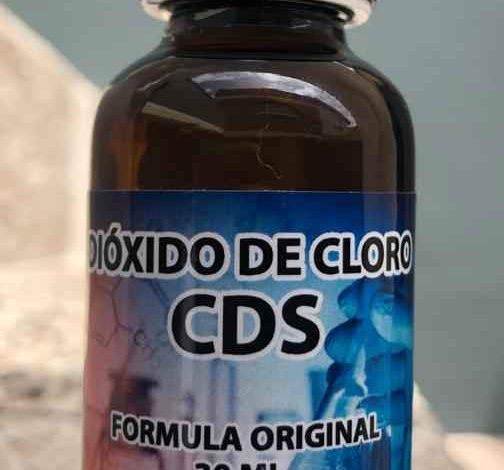 DIÓXIDO DE CLORO
CDS
FORMULA ORIGINAL